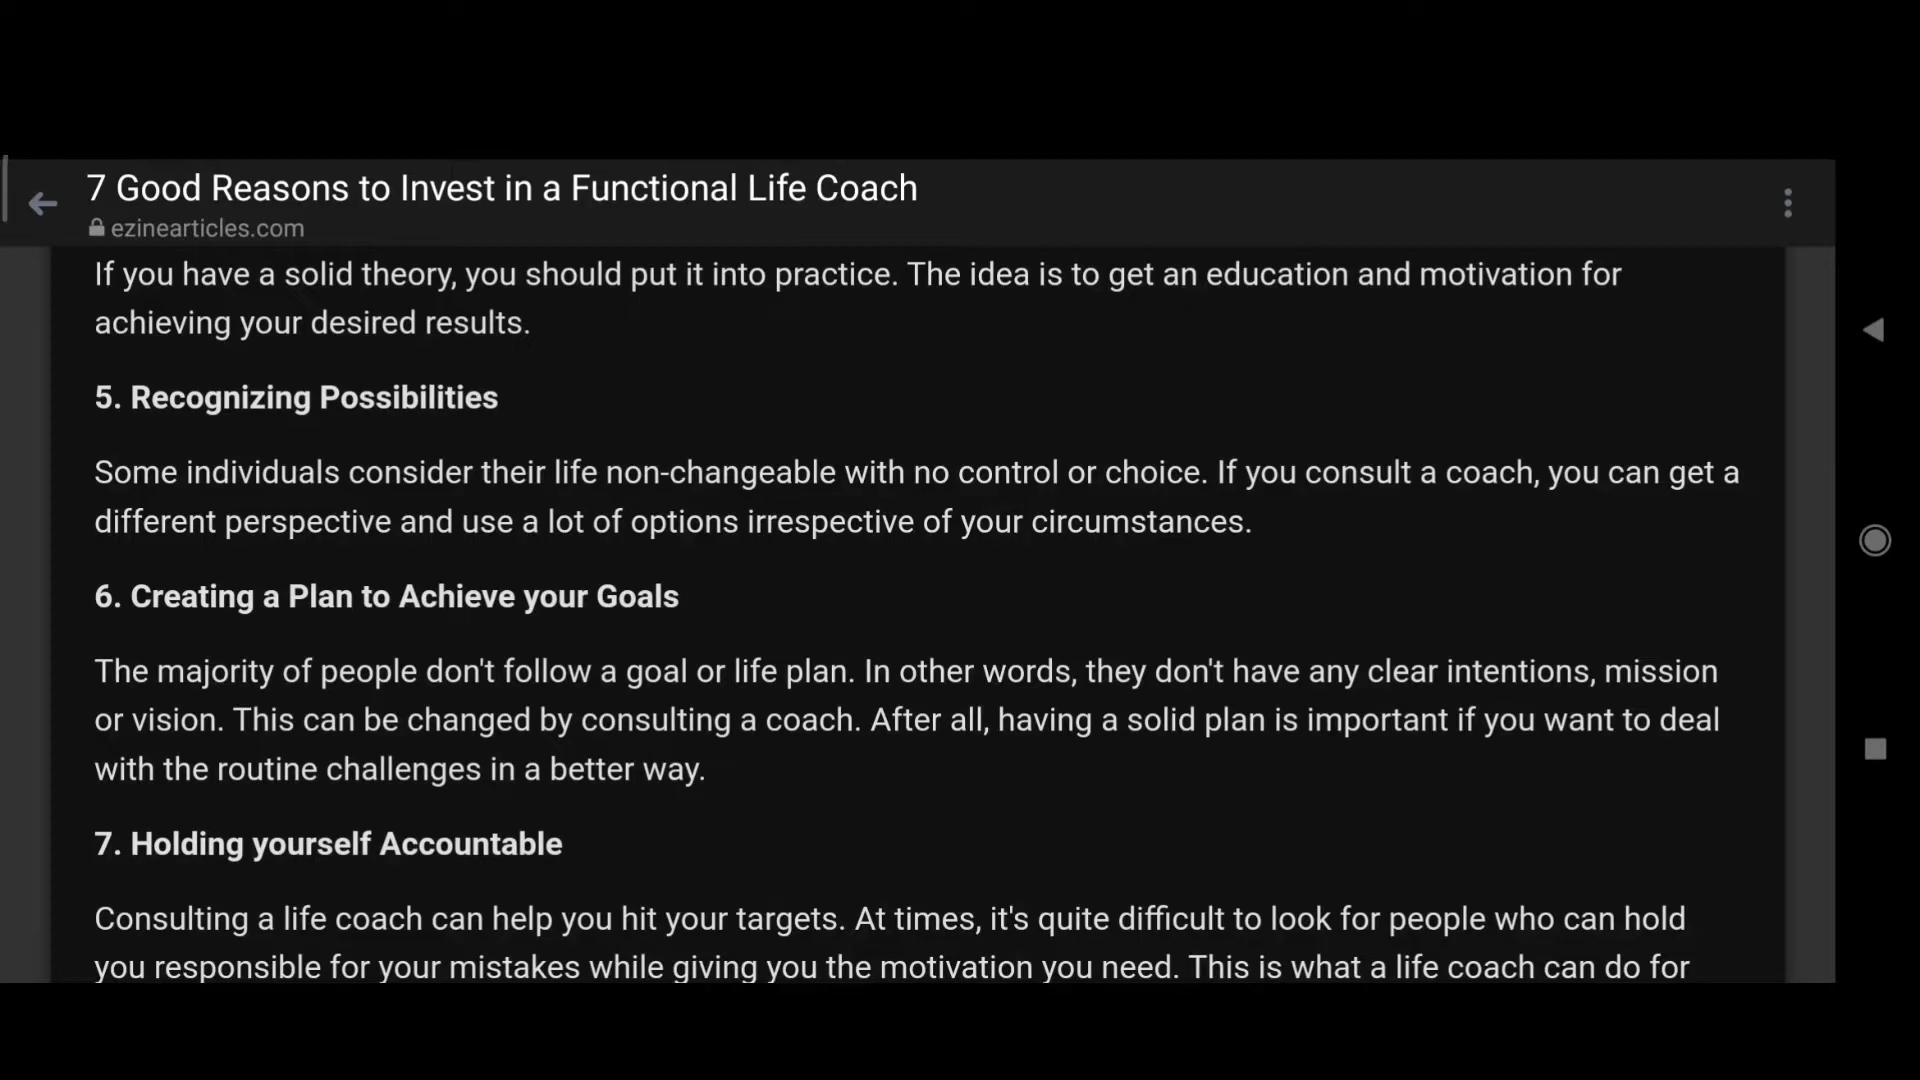 7 Good Reasons to Invest in a Functional Life Coach
ezinearticles.com
If you have a solid theory, you should put it into practice. The idea is to get an education and motivation for
achieving your desired results.
5. Recognizing Possibilities
Some individuals consider their life non-changeable with no control or choice. If you consult a coach, you can get a
different perspective and use a lot of options irrespective of your circumstances.
6. Creating a Plan to Achieve your Goals
The majority of people don't follow a goal or life plan. In other words, they don't have any clear intentions, mission
or vision. This can be changed by consulting a coach. After all, having a solid plan is important if you want to deal
with the routine challenges in a better way.
7. Holding yourself Accountable
Consulting a life coach can help you hit your targets. At times, it's quite difficult to look for people who can hold
you responsible for your mistakes while giving you the motivation you need. This is what a life coach can do for